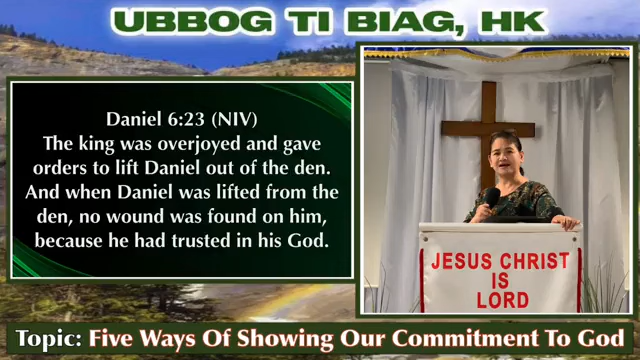 UBBOG TI BIAG, HK
Daniel 6:23 (NIV)
The king was overjoyed and gave
orders to lift Daniel out of the den.
And when Daniel was lifted from the
den, no wound was found on him,
because he had trusted in his God.
JESUS CHRIST
IS
LORD
Topic: Five Ways Of Showing Our Commitment To God